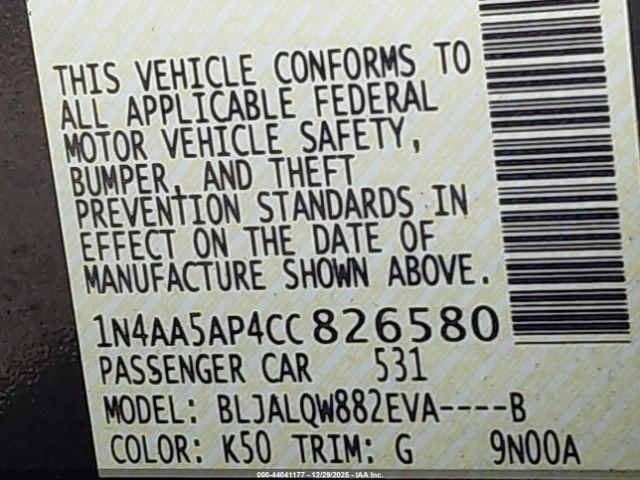 THIS VEHICLE CONFORMS TO
ALL APPLICABLE FEDERAL
MOTOR VEHICLE SAFETY,
BUMPER, AND THEFT
PREVENTION STANDARDS IN
EFFECT ON THE DATE OF
MANUFACTURE SHOWN ABOVE.
1N4AA5AP4CC826580
PASSENGER CAR 531
MODEL: BLJALQW882EVA----B
COLOR: K50 TRIM: G 9N00A
000-44041177 - 12/29/2025 - IAA Inc.